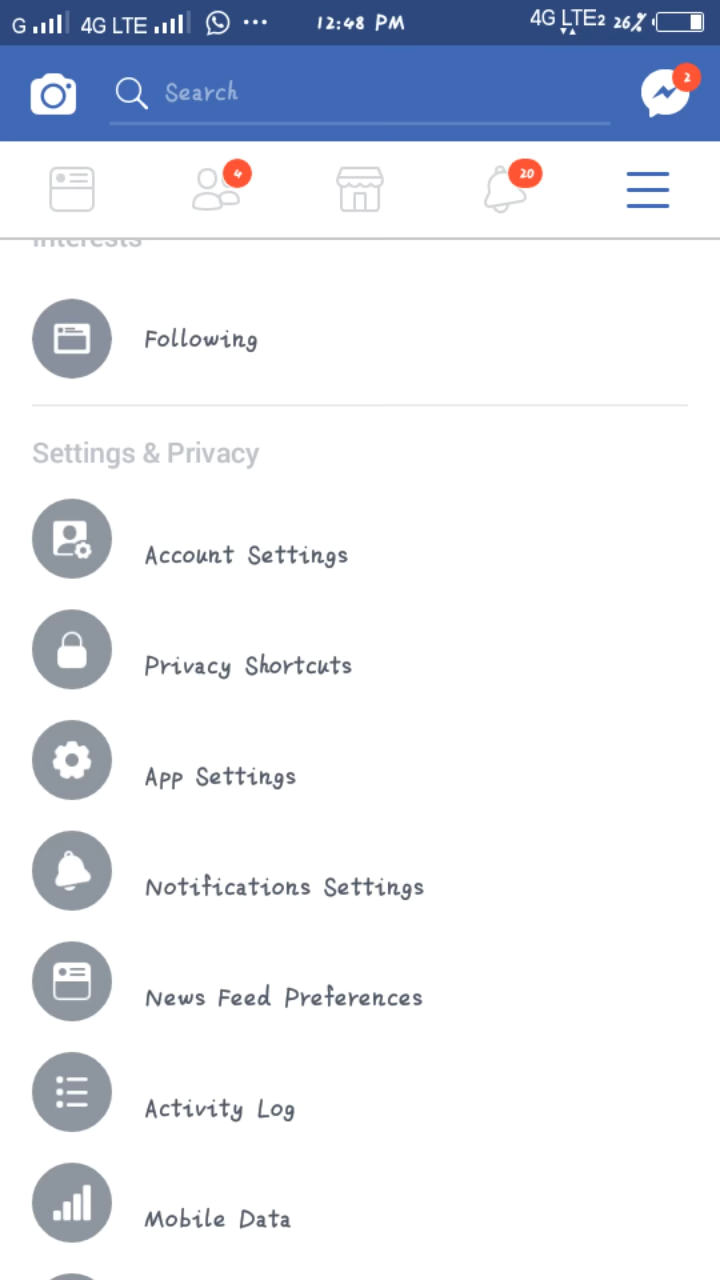 G 4G LTE 12:48 PM 4G LTE2 26%
Search 2
4 20
Interests
Following
Settings & Privacy
Account Settings
Privacy Shortcuts
App Settings
Notifications Settings
News Feed Preferences
Activity Log
Mobile Data